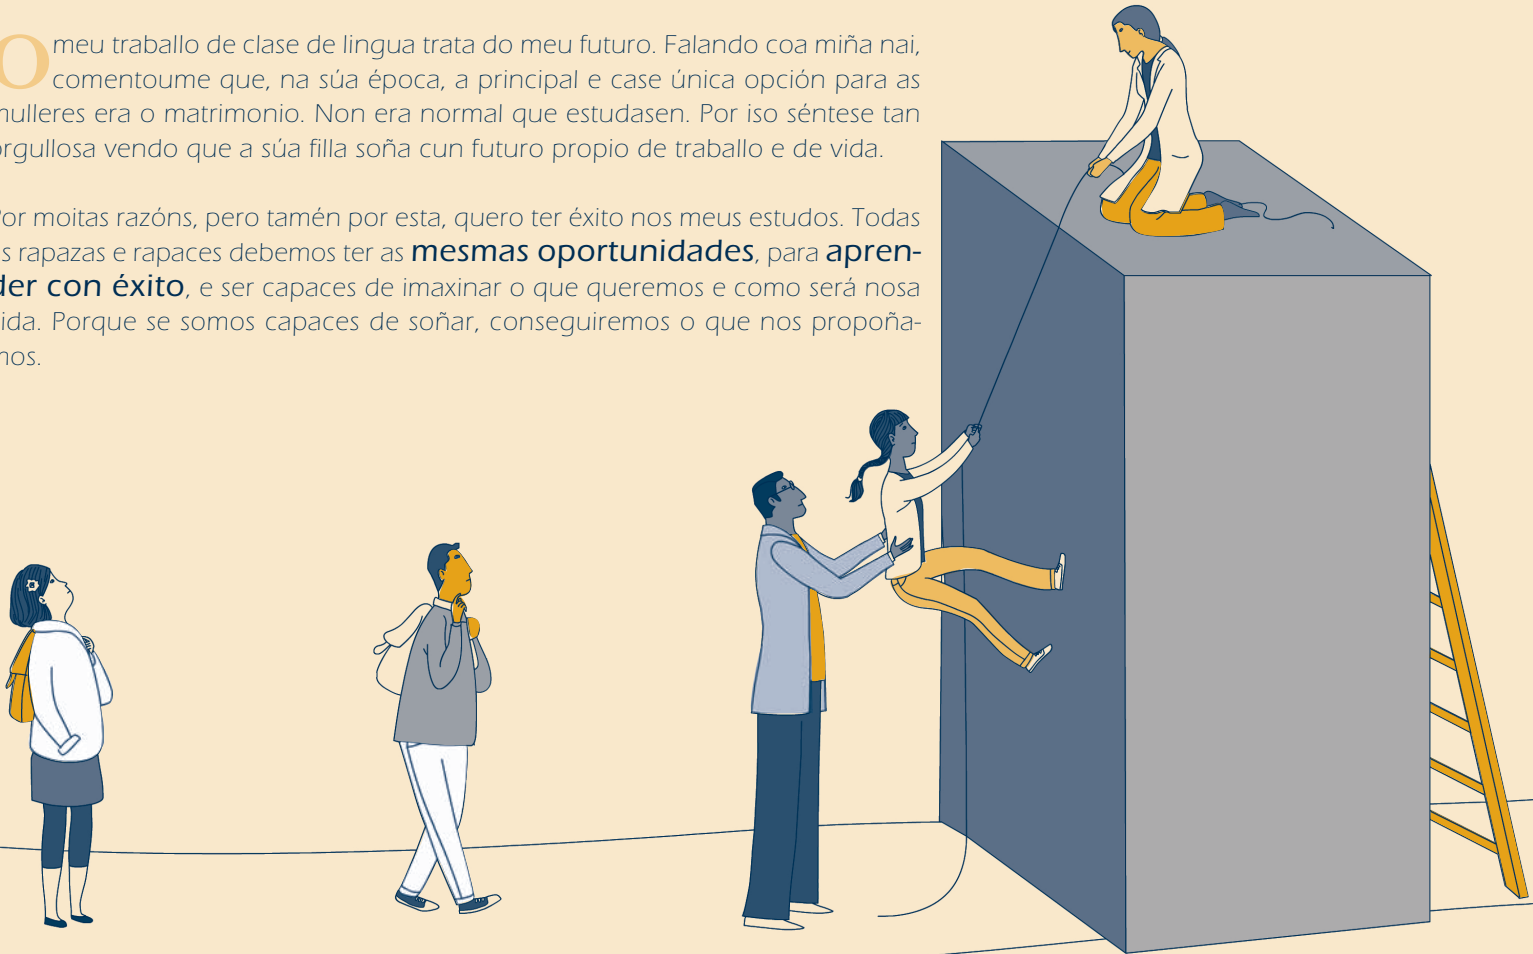 O meu traballo de clase de lingua trata do meu futuro. Falando coa miña nai,
comentoume que, na súa época, a principal e case única opción para as
mulleres era o matrimonio. Non era normal que estudasen. Por iso séntese tan
orgullosa vendo que a súa filla soña cun futuro propio de traballo e de vida.
Por moitas razóns, pero tamén por esta, quero ter éxito nos meus estudos. Todas
as rapazas e rapaces debemos ter as mesmas oportunidades, para apren-
der con éxito, e ser capaces de imaxinar o que queremos e como será nosa
vida. Porque se somos capaces de soñar, conseguiremos o que nos propoña-
mos.